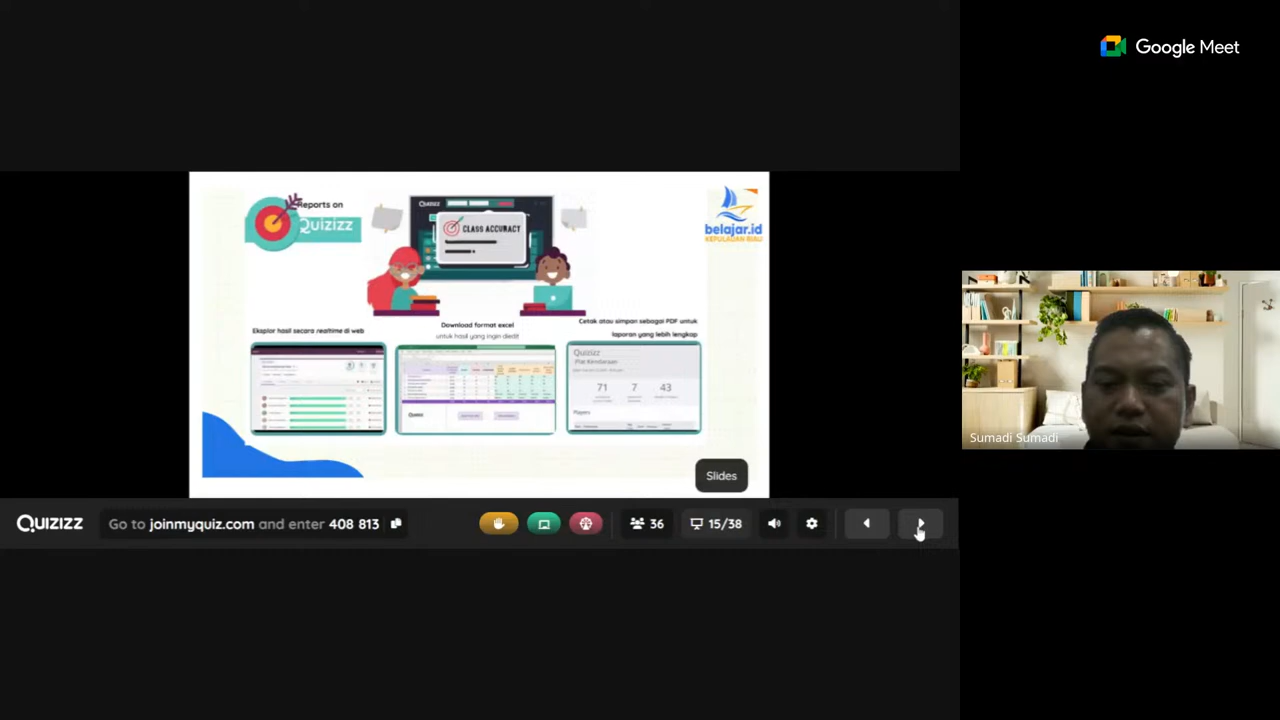 Google Meet
Reports on
Quizizz
QUIZIZZ
CLASS ACCURACY
belajar.id
KEPULAUAN RIAU
Eksplor hasil secara realtime di web
Download format excel
untuk hasil yang ingin diedit
Cetak atau simpan sebagai PDF untuk
laporan yang lebih lengkap
Quizizz
71 7 43
Players
Slides
Sumadi Sumadi
QUIZIZZ Go to joinmyquiz.com and enter 408 813 36 15/38